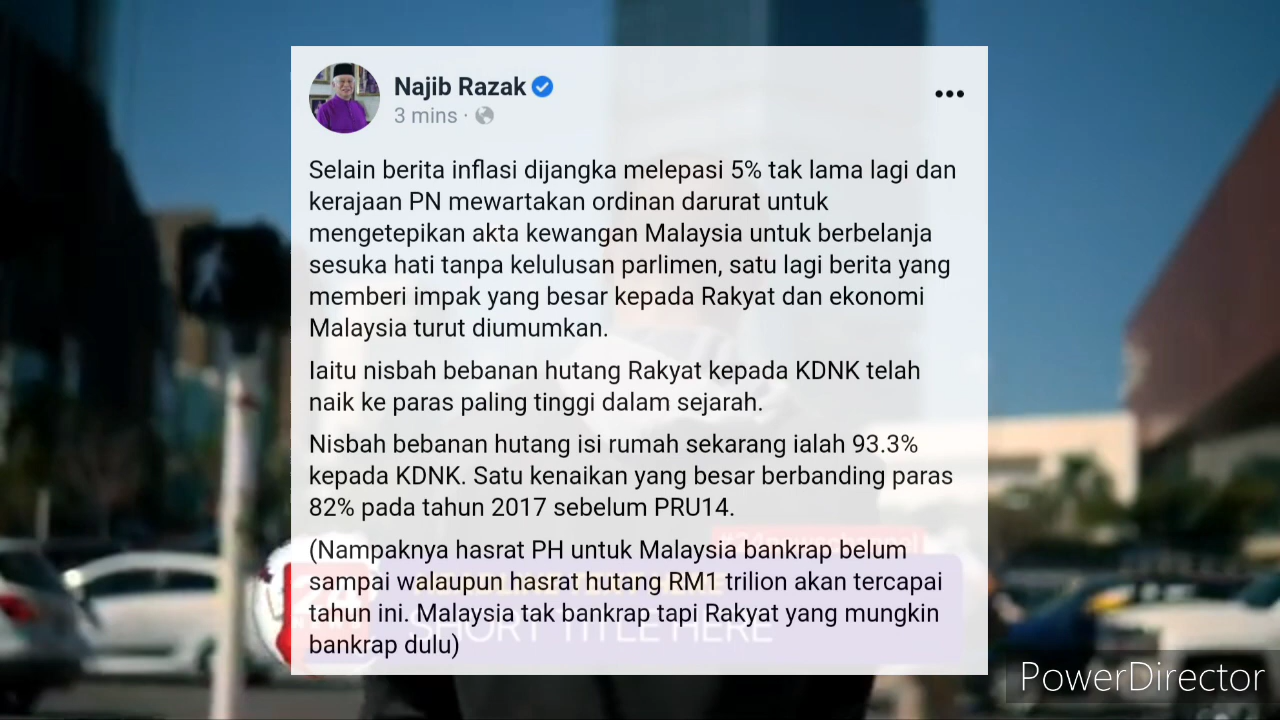 Najib Razak
3 mins ·
Selain berita inflasi dijangka melepasi 5% tak lama lagi dan
kerajaan PN mewartakan ordinan darurat untuk
mengetepikan akta kewangan Malaysia untuk berbelanja
sesuka hati tanpa kelulusan parlimen, satu lagi berita yang
memberi impak yang besar kepada Rakyat dan ekonomi
Malaysia turut diumumkan.
Iaitu nisbah bebanan hutang Rakyat kepada KDNK telah
naik ke paras paling tinggi dalam sejarah.
Nisbah bebanan hutang isi rumah sekarang ialah 93.3%
kepada KDNK. Satu kenaikan yang besar berbanding paras
82% pada tahun 2017 sebelum PRU14.
(Nampaknya hasrat PH untuk Malaysia bankrap belum
sampai walaupun hasrat hutang RM1 trilion akan tercapai
tahun ini. Malaysia tak bankrap tapi Rakyat yang mungkin
bankrap dulu)
SHORT TITLE HERE
PowerDirector